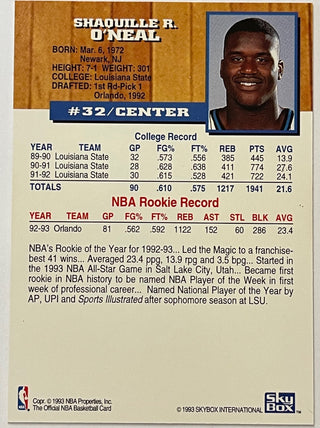 SHAQUILLE R.
O'NEAL
BORN: Mar. 6, 1972
Newark, NJ
HEIGHT: 7-1 WEIGHT: 301
COLLEGE: Louisiana State
DRAFTED: 1st Rd-Pick 1
Orlando, 1992
#32/CENTER
College Record
YEAR TEAM GP FG% FT% REB PTS AVG
89-90 Louisiana State 32 .573 .556 385 445 13.9
90-91 Louisiana State 28 .628 .638 411 774 27.6
91-92 Louisiana State 30 .615 .528 421 722 24.1
TOTALS 90 .610 .575 1217 1941 21.6
NBA Rookie Record
YEAR TEAM GP FG% FT% REB AST STL BLK AVG
92-93 Orlando 81 .562 .592 1122 152 60 286 23.4
NBA's Rookie of the Year for 1992-93... Led the Magic to a franchise-
best 41 wins... Averaged 23.4 ppg, 13.9 rpg and 3.5 bpg... Started
in the 1993 NBA All-Star Game in Salt Lake City, Utah... Became first
rookie in NBA history to be named NBA Player of the Week in first
week of professional career... Named National Player of the Year by
AP, UPI and Sports Illustrated after sophomore season at LSU.
NBA
Copr. © 1993 NBA Properties, Inc.
The Official NBA Basketball Card
© 1993 SKYBOX INTERNATIONAL
SKY
BOX™